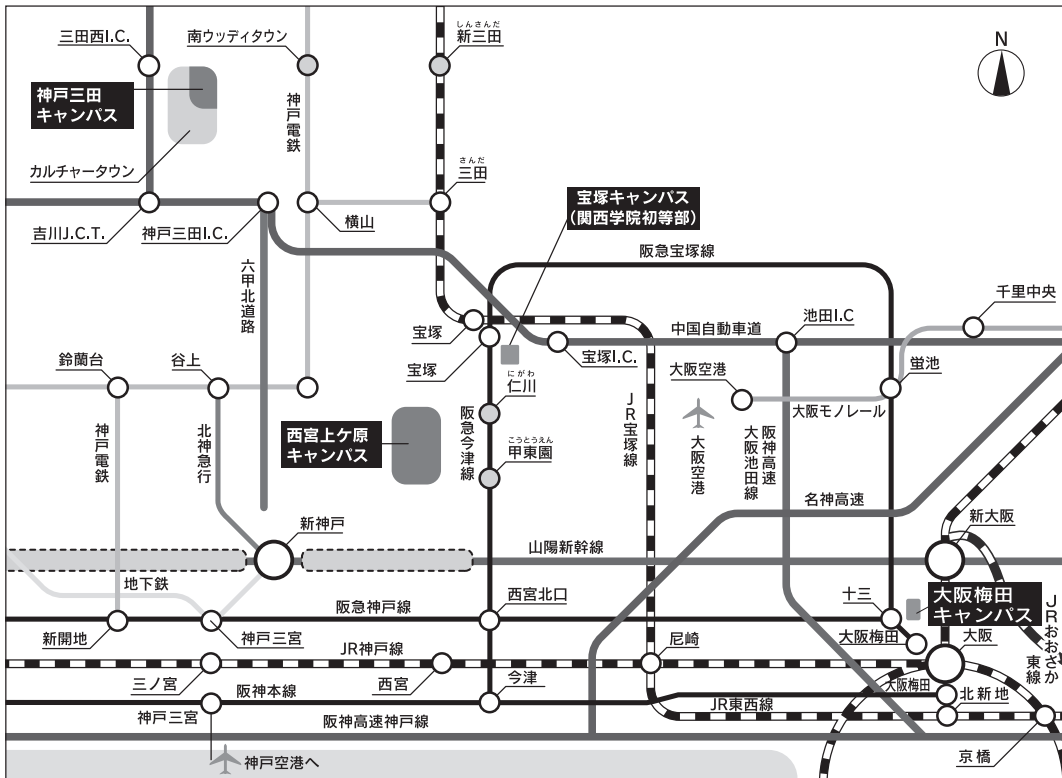 しんさんだ
三田西I.C.
南ウッディタウン
新三田
N
神戸三田
キャンパス
神戸電鉄
カルチャータウン
さんだ
三田
宝塚キャンパス
(関西学院初等部)
吉川J.C.T.
神戸三田I.C.
横山
阪急宝塚線
六甲北道路
千里中央
宝塚
中国自動車道
池田I.C
宝塚
宝塚I.C.
鈴蘭台
谷上
にがわ
仁川
大阪空港
蛍池
大阪モノレール
JR宝塚線
阪急今津線
西宮上ケ原
キャンパス
こうとうえん
甲東園
大阪空港
阪神高速
大阪池田線
神戸電鉄
北神急行
名神高速
新神戸
新大阪
山陽新幹線
地下鉄
阪急神戸線
西宮北口
十三
大阪梅田
キャンパス
JRおおさか
東線
新開地
神戸三宮
大阪梅田
大阪
JR神戸線
尼崎
三ノ宮
西宮
今津
大阪梅田
阪神本線
北新地
神戸三宮
阪神高速神戸線
JR東西線
京橋
神戸空港へ